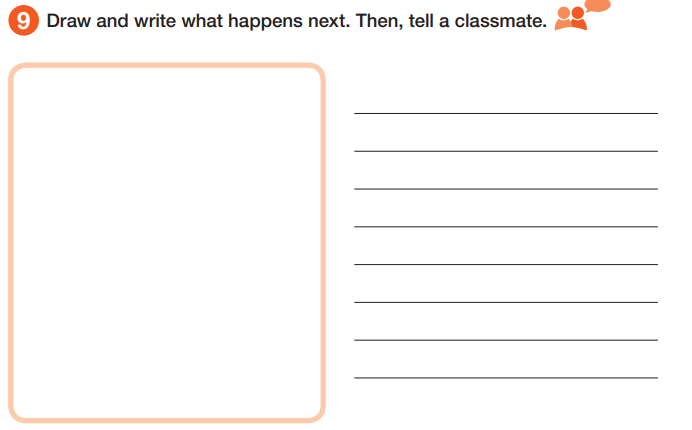 9 Draw and write what happens next. Then, tell a classmate.